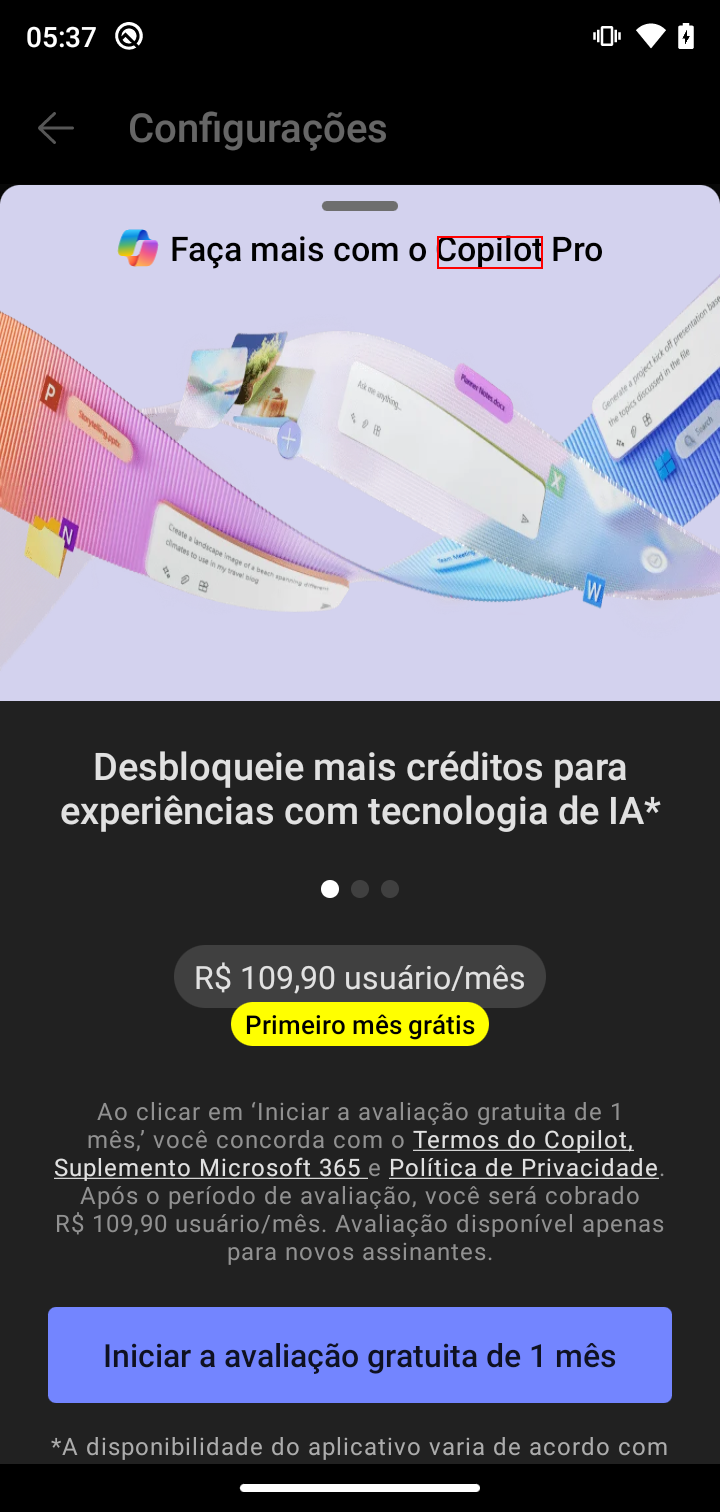 05:37
Configurações
Faça mais com o Copilot Pro
Generate a project kick off presentation base
the topics discussed in the file
Search
P
Storytelling.pptx
Ask me anything...
Planner Notes.docx
X
N
Create a landscape image of a beach spanning different
climates to use in my travel blog
Team Meeting
W
Desbloqueie mais créditos para
experiências com tecnologia de IA*
R$ 109,90 usuário/mês
Primeiro mês grátis
Ao clicar em ‘Iniciar a avaliação gratuita de 1
mês,’ você concorda com o Termos do Copilot,
Suplemento Microsoft 365 e Política de Privacidade.
Após o período de avaliação, você será cobrado
R$ 109,90 usuário/mês. Avaliação disponível apenas
para novos assinantes.
Iniciar a avaliação gratuita de 1 mês
*A disponibilidade do aplicativo varia de acordo com